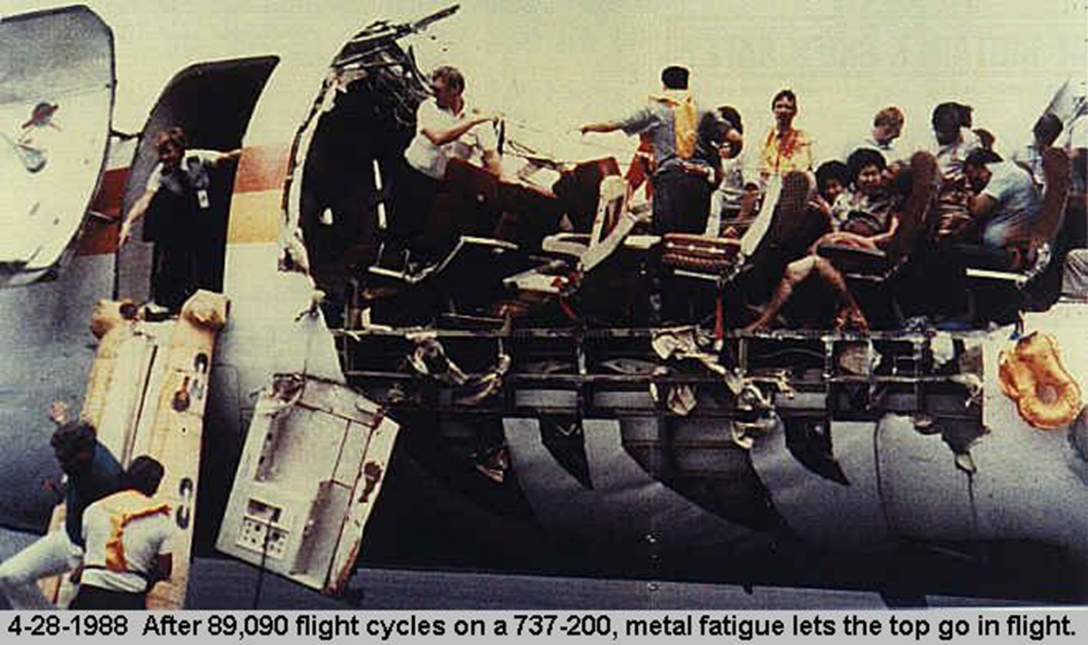 4-28-1988 After 89,090 flight cycles on a 737-200, metal fatigue lets the top go in flight.